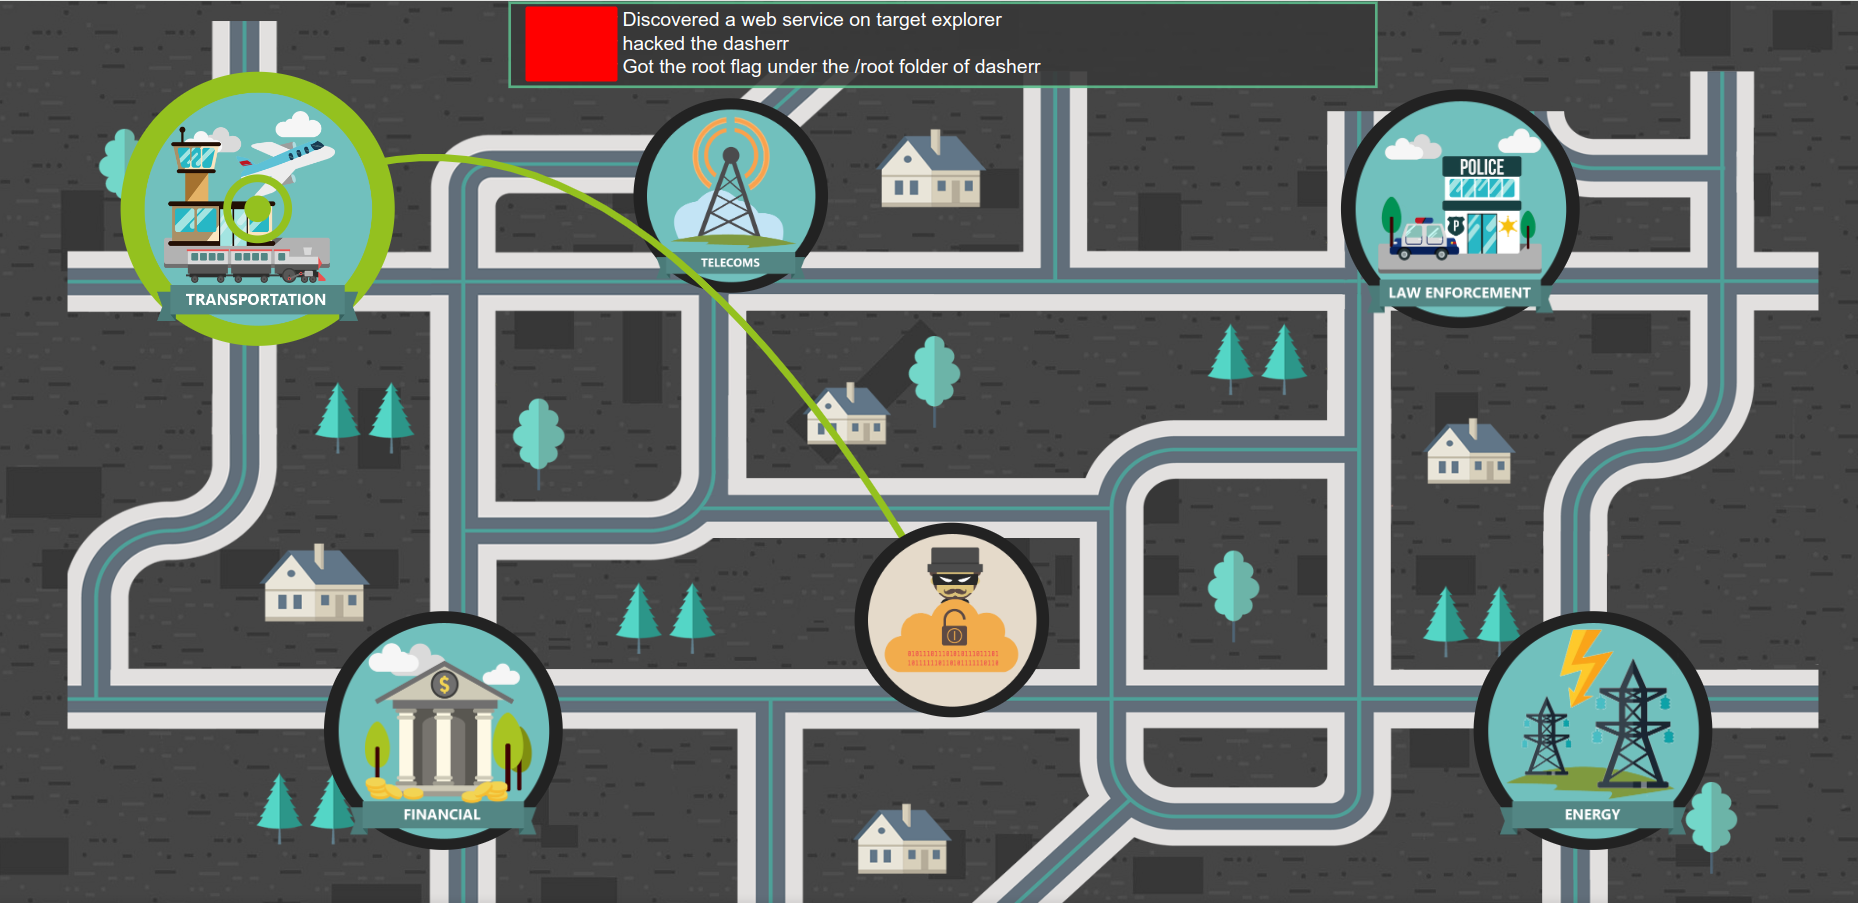 Discovered a web service on target explorer
hacked the dasherr
Got the root flag under the /root folder of dasherr
POLICE
P
TELECOMS
LAW ENFORCEMENT
TRANSPORTATION
$
FINANCIAL
ENERGY